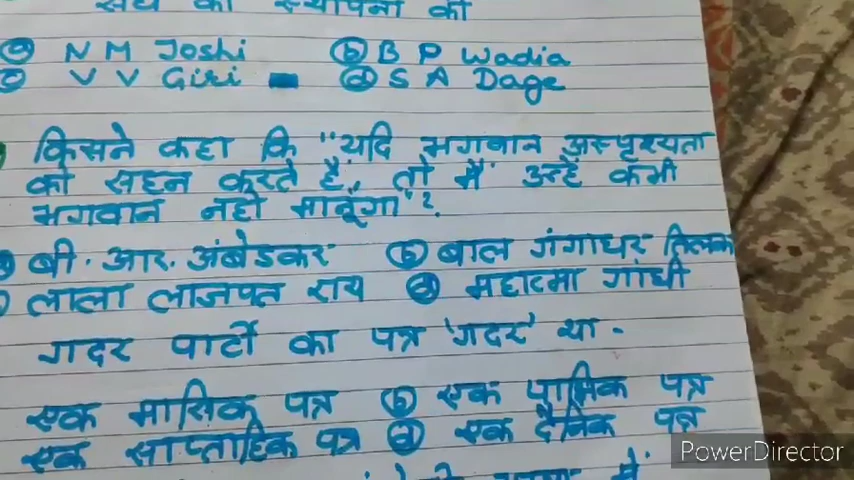 संघ की स्थापना की
ⓐ N M Joshi ⓑ B P Wadia
ⓒ V V Giri ⓓ S A Dage
किसने कहा कि "यदि भगवान अस्पृश्यता
को सहन करते हैं, तो मैं उन्हें कभी
भगवान नहीं मानूंगा"?
बी. आर. अंबेडकर ⓑ बाल गंगाधर तिलक
लाला लाजपत राय ⓓ महात्मा गांधी
गदर पार्टी का पत्र 'गदर' था -
एक मासिक पत्र ⓑ एक पाक्षिक पत्र
एक साप्ताहिक पत्र ⓓ एक दैनिक पत्र
में
PowerDirector